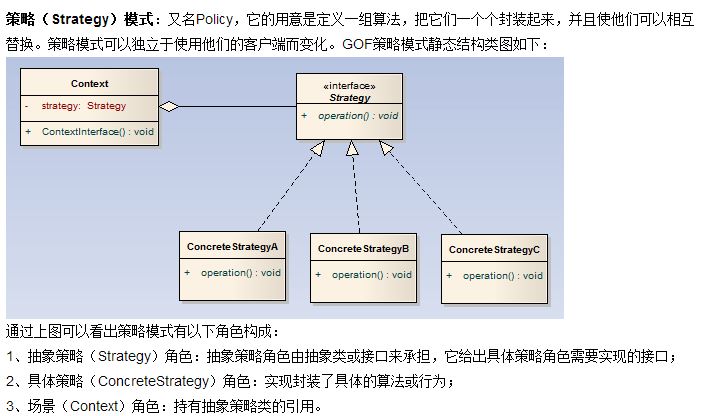 策略（Strategy）模式：又名Policy，它的用意是定义一组算法，把它们一个个封装起来，并且使他们可以相互
替换。策略模式可以独立于使用他们的客户端而变化。GOF策略模式静态结构类图如下：
Context
- strategy: Strategy
+ ContextInterface() : void
«interface»
Strategy
+ operation() : void
ConcreteStrategyA
+ operation() : void
ConcreteStrategyB
+ operation() : void
ConcreteStrategyC
+ operation() : void
通过上图可以看出策略模式有以下角色构成：
1、抽象策略（Strategy）角色：抽象策略角色由抽象类或接口来承担，它给出具体策略角色需要实现的接口；
2、具体策略（ConcreteStrategy）角色：实现封装了具体的算法或行为；
3、场景（Context）角色：持有抽象策略类的引用。